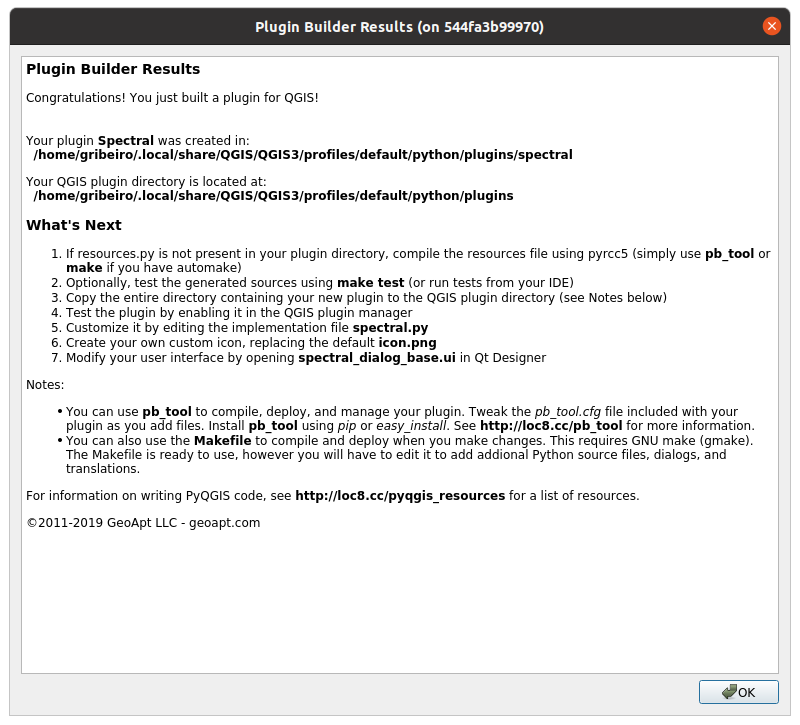 Plugin Builder Results (on 544fa3b99970)
Plugin Builder Results
Congratulations! You just built a plugin for QGIS!
Your plugin Spectral was created in:
/home/gribeiro/.local/share/QGIS/QGIS3/profiles/default/python/plugins/spectral
Your QGIS plugin directory is located at:
/home/gribeiro/.local/share/QGIS/QGIS3/profiles/default/python/plugins
What's Next
1. If resources.py is not present in your plugin directory, compile the resources file using pyrcc5 (simply use pb_tool or
make if you have automake)
2. Optionally, test the generated sources using make test (or run tests from your IDE)
3. Copy the entire directory containing your new plugin to the QGIS plugin directory (see Notes below)
4. Test the plugin by enabling it in the QGIS plugin manager
5. Customize it by editing the implementation file spectral.py
6. Create your own custom icon, replacing the default icon.png
7. Modify your user interface by opening spectral_dialog_base.ui in Qt Designer
Notes:
• You can use pb_tool to compile, deploy, and manage your plugin. Tweak the pb_tool.cfg file included with your
plugin as you add files. Install pb_tool using pip or easy_install. See http://loc8.cc/pb_tool for more information.
• You can also use the Makefile to compile and deploy when you make changes. This requires GNU make (gmake).
The Makefile is ready to use, however you will have to edit it to add addional Python source files, dialogs, and
translations.
For information on writing PyQGIS code, see http://loc8.cc/pyqgis_resources for a list of resources.
©2011-2019 GeoApt LLC - geoapt.com
OK